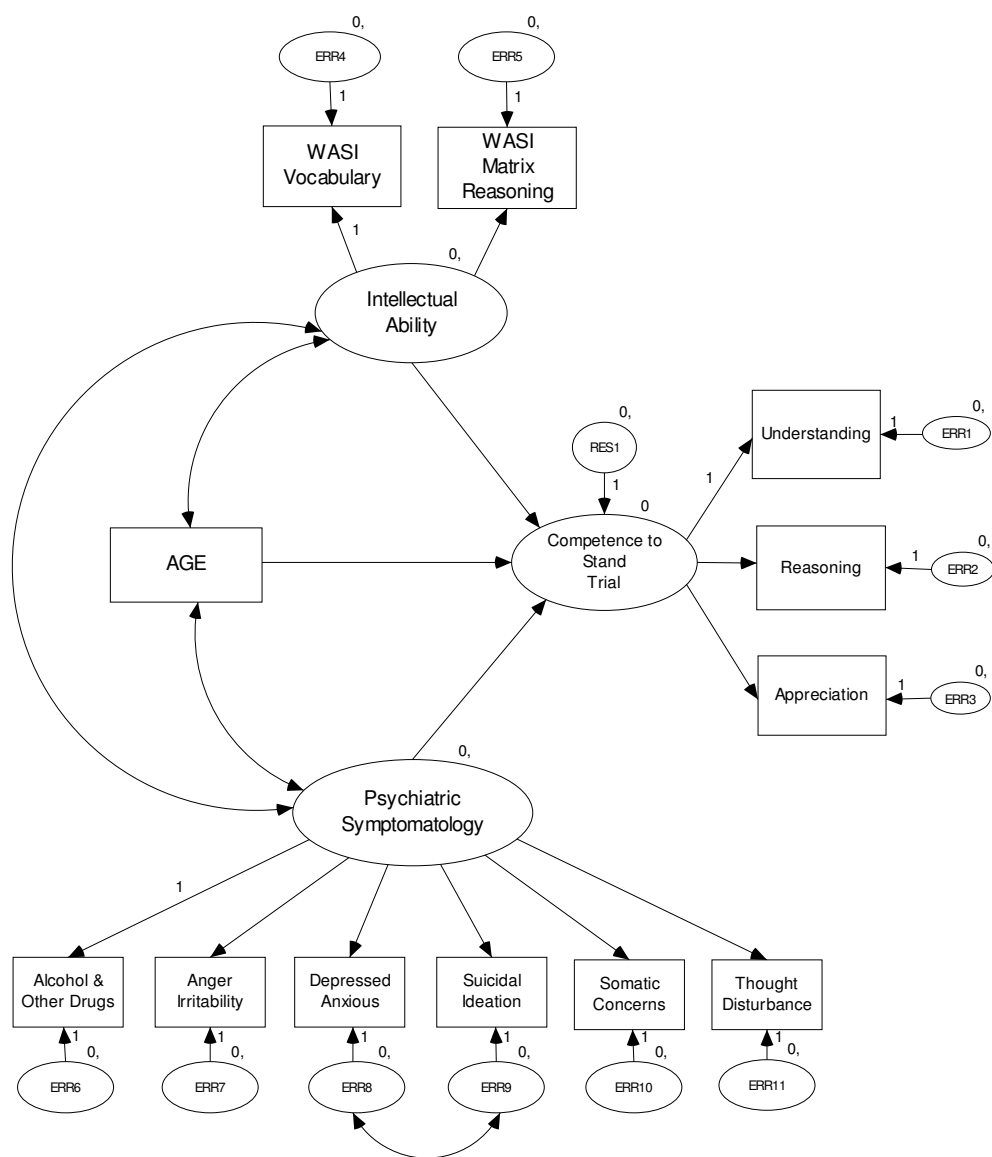 0,
0,
ERR4
ERR5
1
1
WASI
Vocabulary
WASI
Matrix
Reasoning
1
0,
Intellectual
Ability
0,
RES1
1
0
Competence to
Stand
Trial
AGE
0,
1
Understanding
1
ERR1
0,
Reasoning
1
ERR2
0,
Appreciation
1
ERR3
0,
Psychiatric
Symptomatology
1
Alcohol &
Other Drugs
Anger
Irritability
Depressed
Anxious
Suicidal
Ideation
Somatic
Concerns
Thought
Disturbance
1
0,
1
0,
1
0,
1
0,
1
0,
1
0,
ERR6
ERR7
ERR8
ERR9
ERR10
ERR11